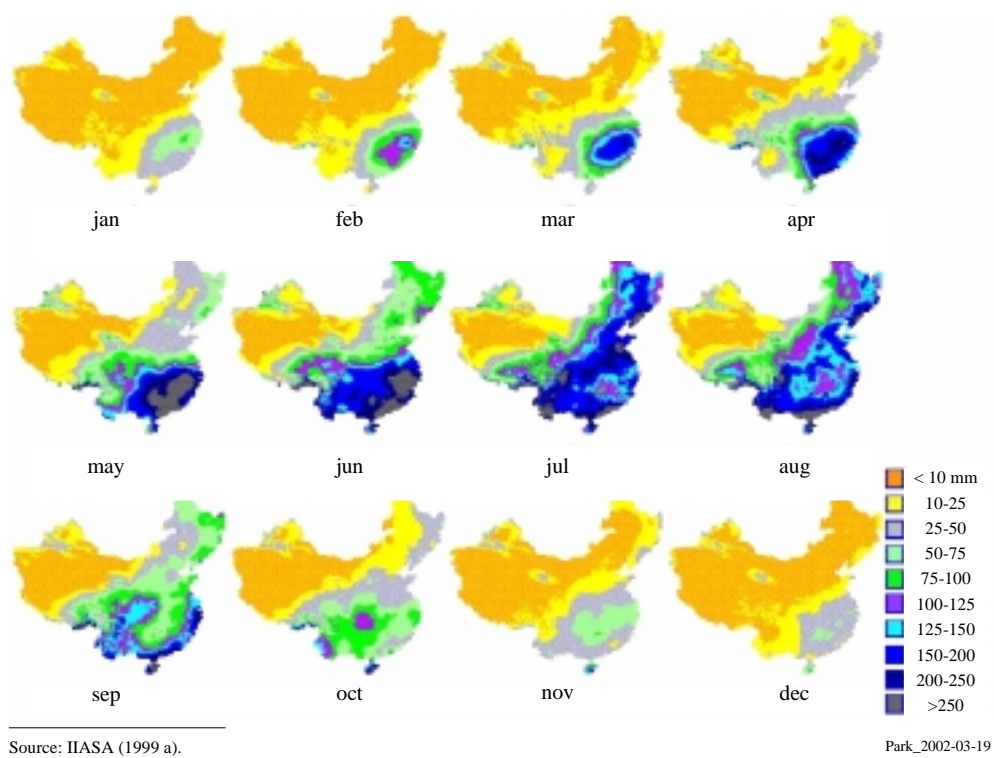 jan
feb
mar
apr
may
jun
jul
aug
< 10 mm
10-25
25-50
50-75
75-100
100-125
125-150
150-200
200-250
>250
sep
oct
nov
dec
Source: IIASA (1999 a).
Park_2002-03-19